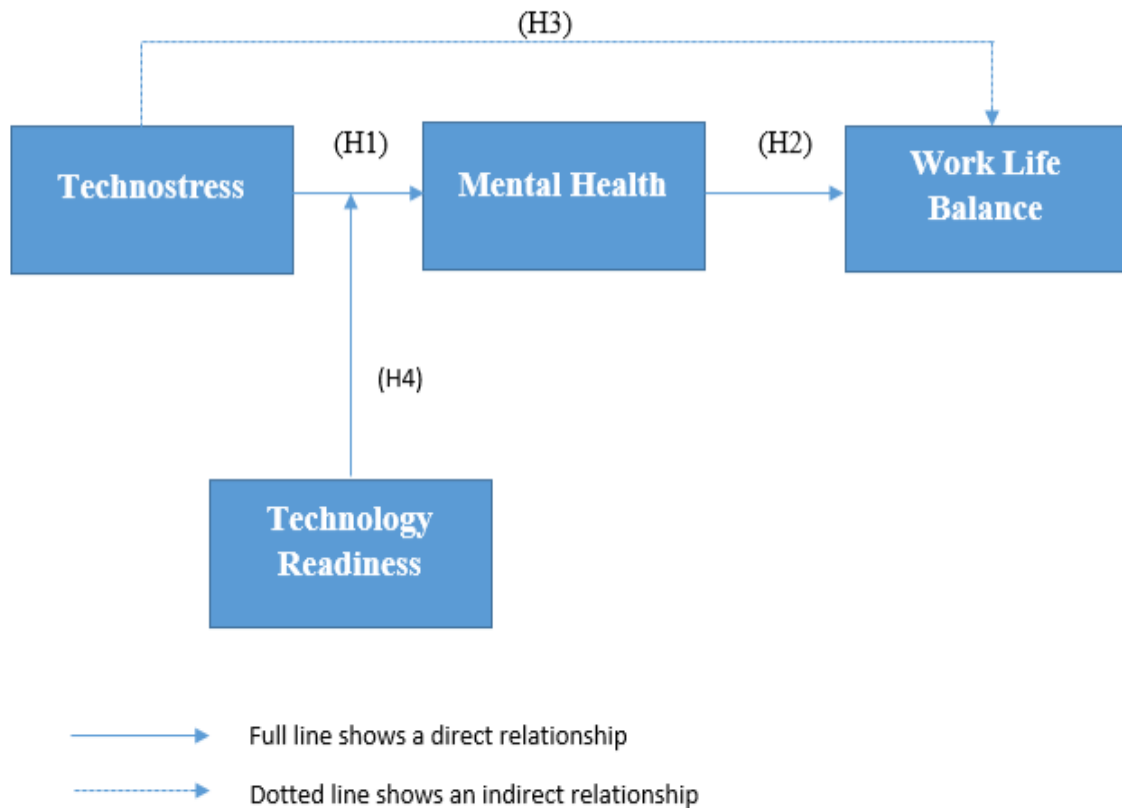 (H3)
Technostress
(H1)
Mental Health
(H2)
Work Life
Balance
(H4)
Technology
Readiness
Full line shows a direct relationship
Dotted line shows an indirect relationship